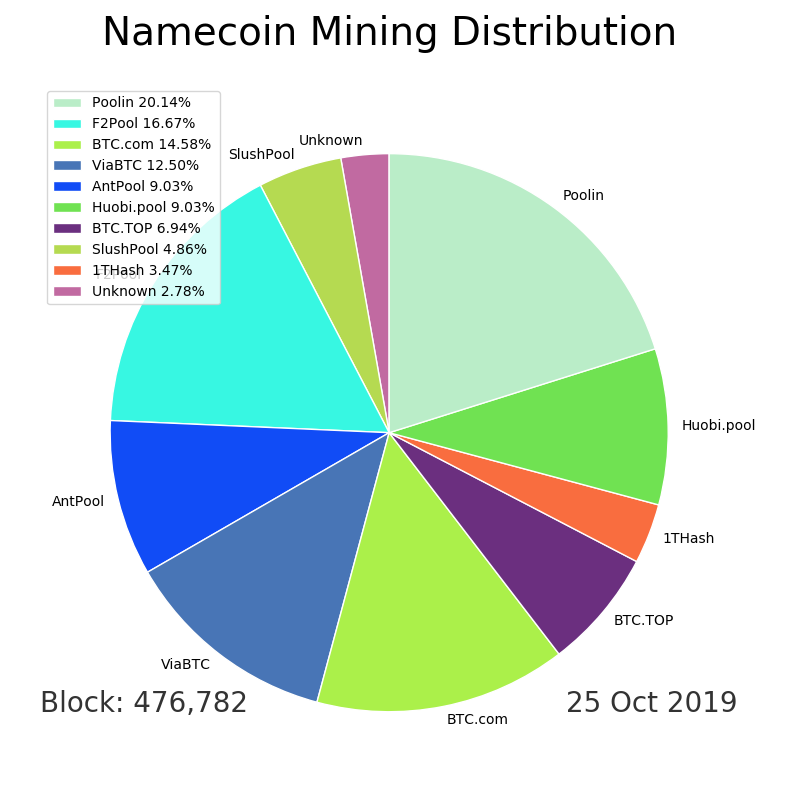 Namecoin Mining Distribution
Poolin 20.14%
F2Pool 16.67%
BTC.com 14.58%
ViaBTC 12.50%
AntPool 9.03%
Huobi.pool 9.03%
BTC.TOP 6.94%
SlushPool 4.86%
1THash 3.47%
Unknown 2.78%
Unknown
SlushPool
Poolin
F2Pool
Huobi.pool
AntPool
1THash
BTC.TOP
ViaBTC
BTC.com
Block: 476,782
25 Oct 2019